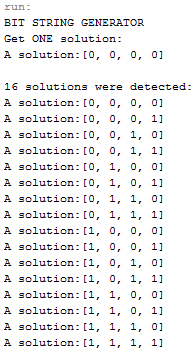 run:
BIT STRING GENERATOR
Get ONE solution:
A solution:[0, 0, 0, 0]

16 solutions were detected:
A solution:[0, 0, 0, 0]
A solution:[0, 0, 0, 1]
A solution:[0, 0, 1, 0]
A solution:[0, 0, 1, 1]
A solution:[0, 1, 0, 0]
A solution:[0, 1, 0, 1]
A solution:[0, 1, 1, 0]
A solution:[0, 1, 1, 1]
A solution:[1, 0, 0, 0]
A solution:[1, 0, 0, 1]
A solution:[1, 0, 1, 0]
A solution:[1, 0, 1, 1]
A solution:[1, 1, 0, 0]
A solution:[1, 1, 0, 1]
A solution:[1, 1, 1, 0]
A solution:[1, 1, 1, 1]